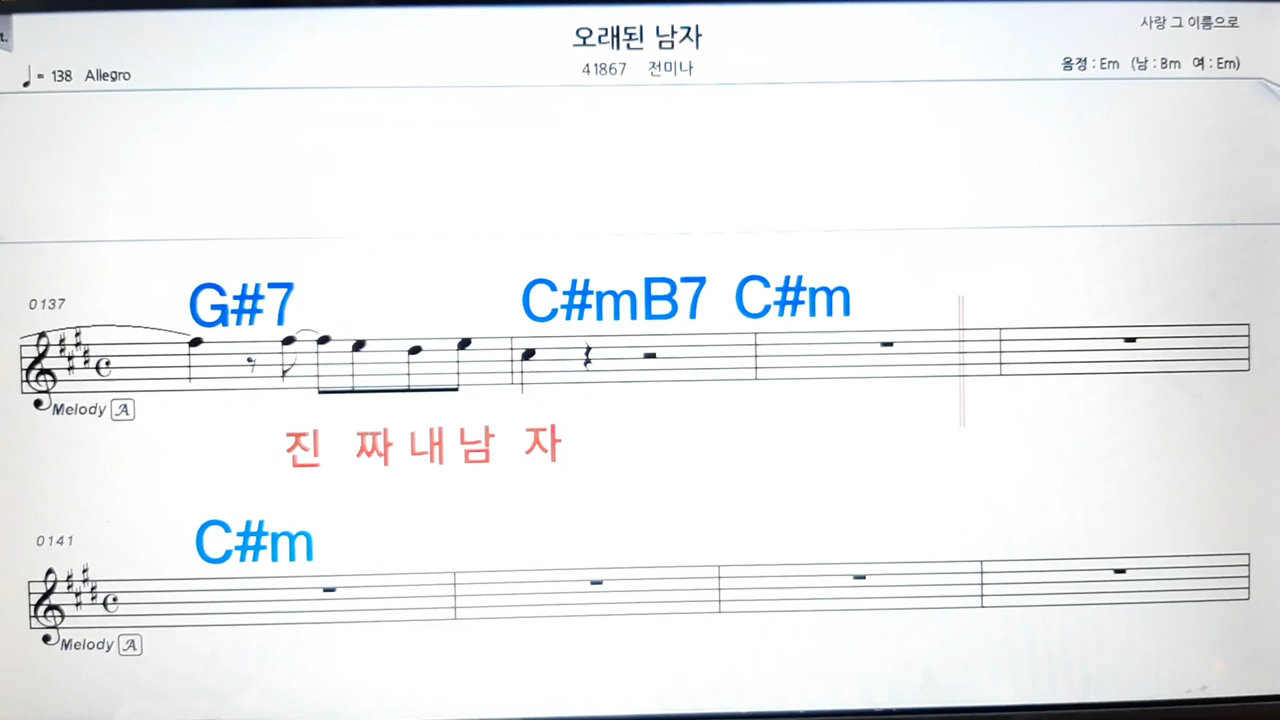 t.
오래된 남자
사랑 그 이름으로
♩ = 138 Allegro
41867 전미나
음정 : Em (남 : Bm 여 : Em)
0137
G#7 C#m B7 C#m
Melody A
진 짜 내 남 자
0141
C#m
Melody A